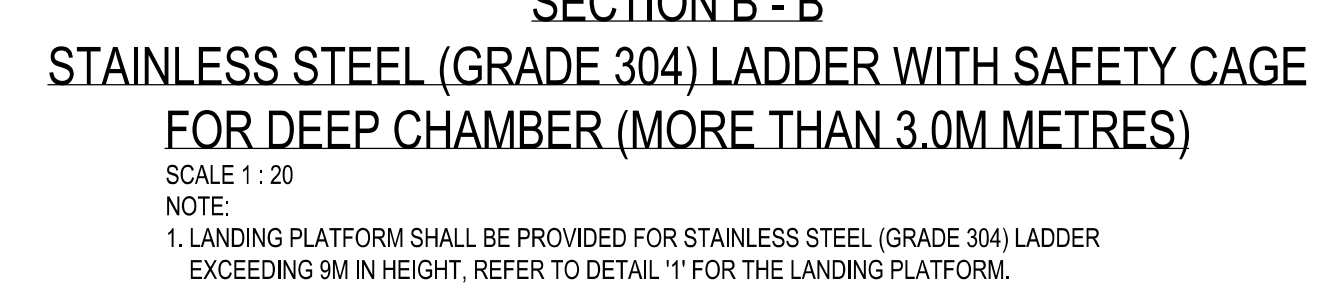 SECTION B - B
STAINLESS STEEL (GRADE 304) LADDER WITH SAFETY CAGE
FOR DEEP CHAMBER (MORE THAN 3.0M METRES)
SCALE 1 : 20
NOTE:
1. LANDING PLATFORM SHALL BE PROVIDED FOR STAINLESS STEEL (GRADE 304) LADDER
EXCEEDING 9M IN HEIGHT, REFER TO DETAIL '1' FOR THE LANDING PLATFORM.